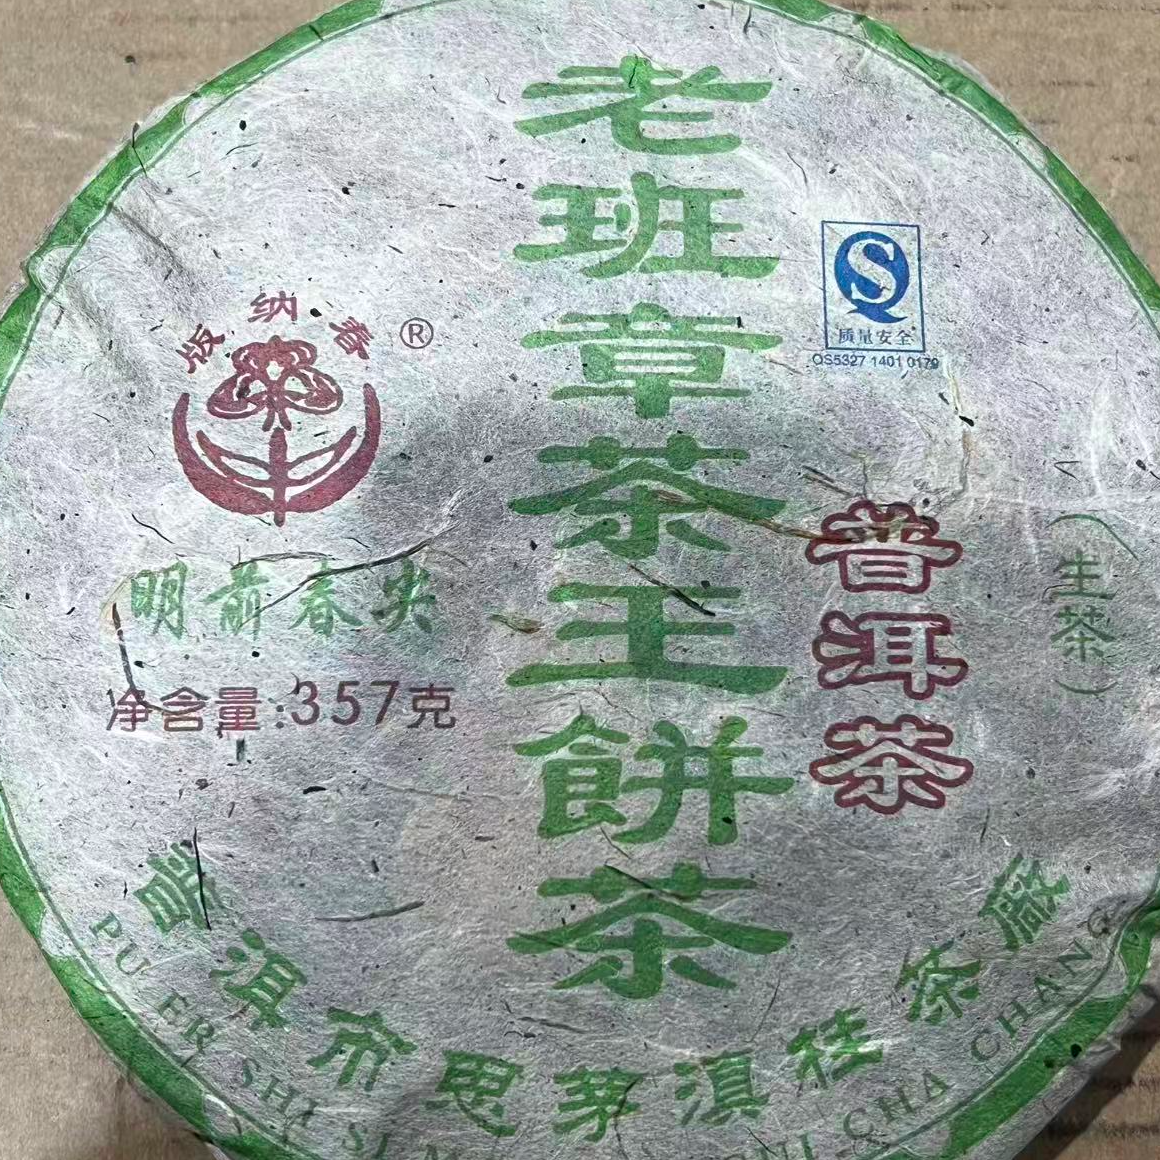 老班章茶王餅茶
版纳春®
明前春尖
净含量:357克
质量安全
QS5327 1401 0179
普洱茶
(生茶)
普洱市思茅滇桂茶廠
PU ER SHI SI CHA CHANG